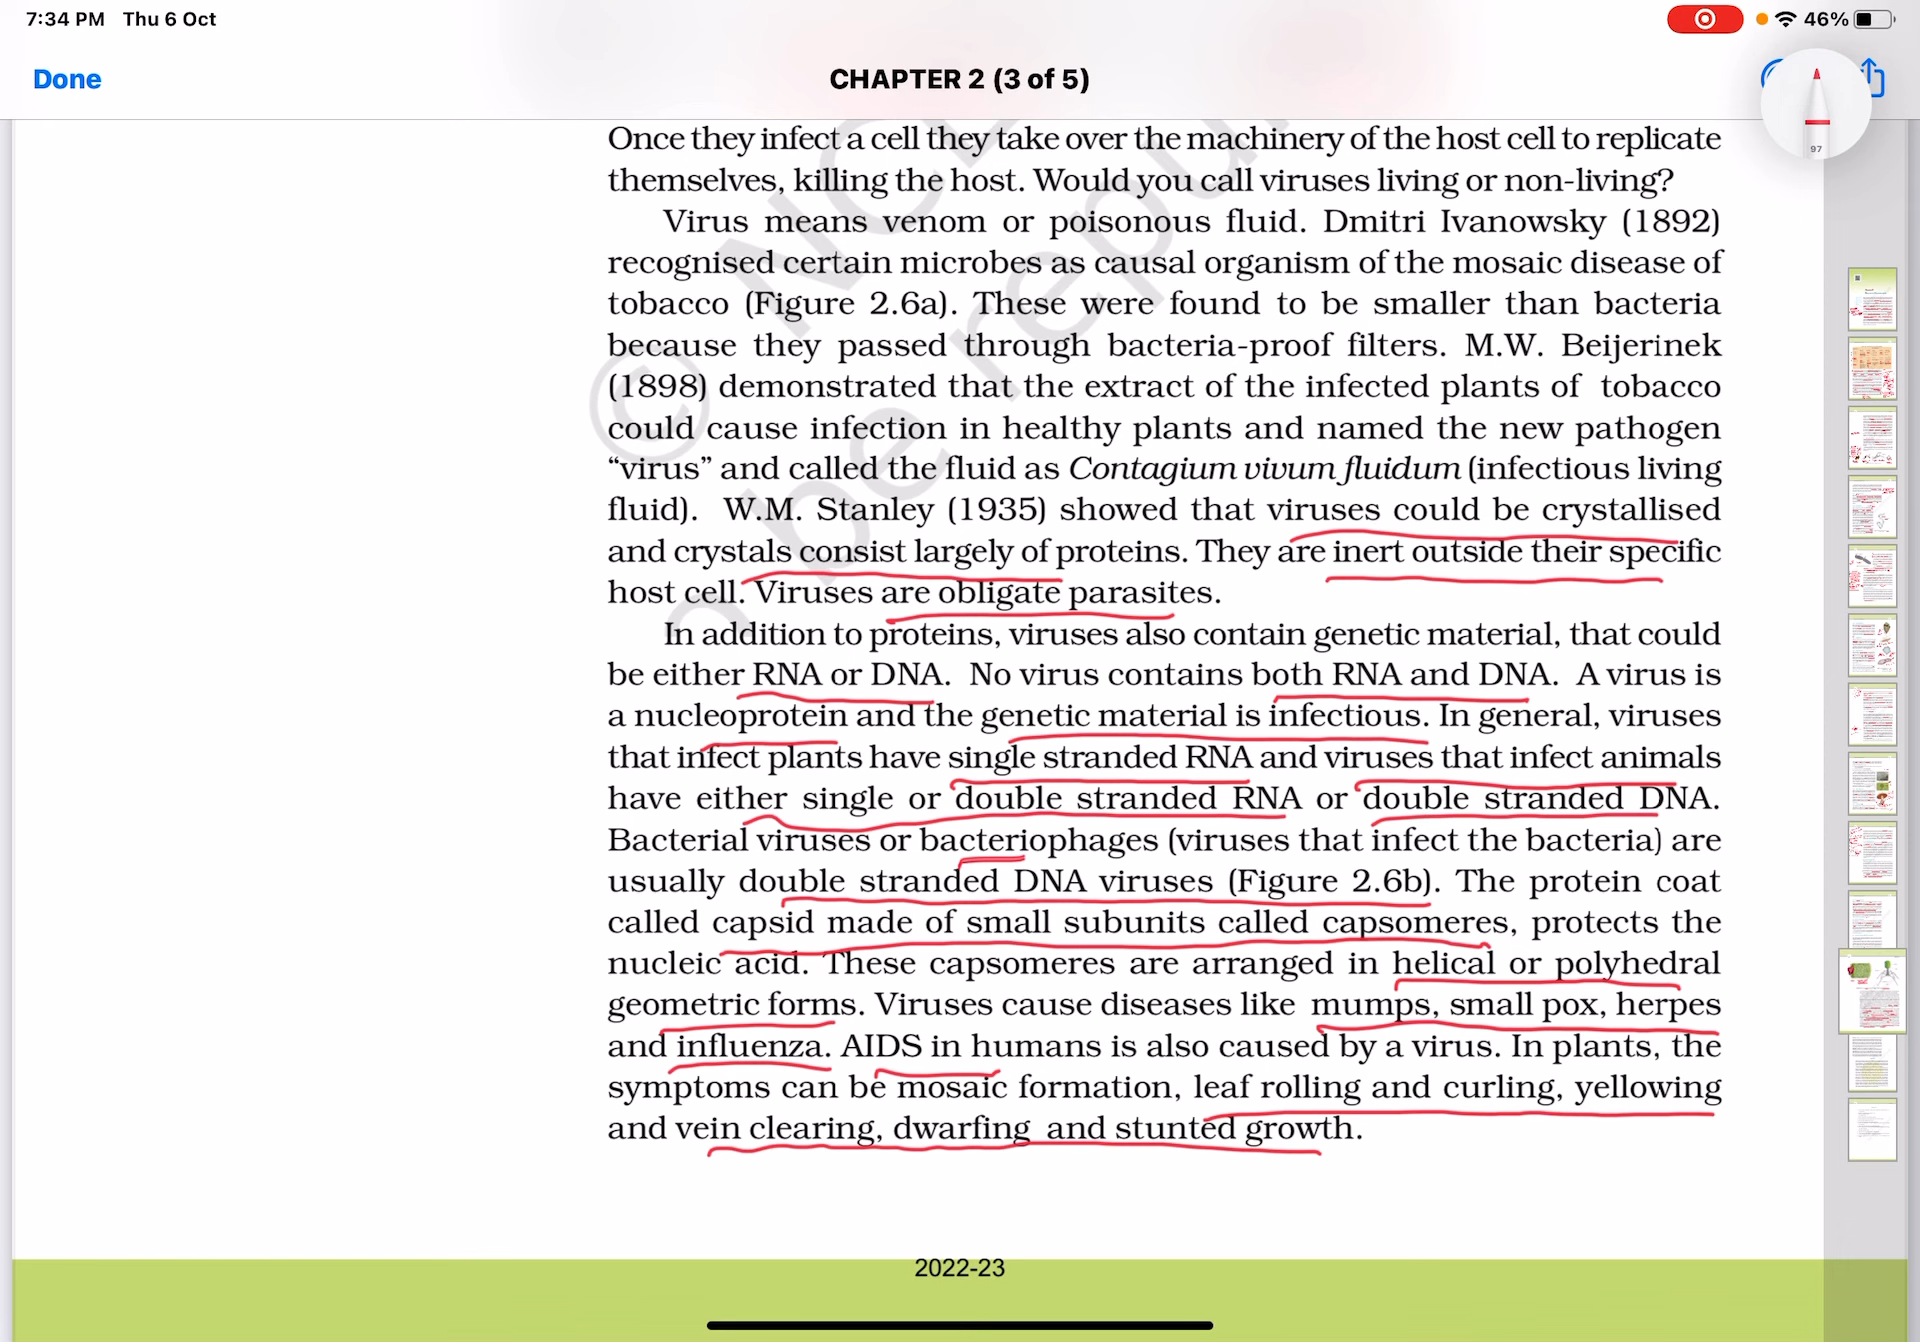 7:34 PM Thu 6 Oct
46%
Done
CHAPTER 2 (3 of 5)
97
Once they infect a cell they take over the machinery of the host cell to replicate
themselves, killing the host. Would you call viruses living or non-living?
Virus means venom or poisonous fluid. Dmitri Ivanowsky (1892)
recognised certain microbes as causal organism of the mosaic disease of
tobacco (Figure 2.6a). These were found to be smaller than bacteria
because they passed through bacteria-proof filters. M.W. Beijerinek
(1898) demonstrated that the extract of the infected plants of tobacco
could cause infection in healthy plants and named the new pathogen
“virus” and called the fluid as Contagium vivum fluidum (infectious living
fluid). W.M. Stanley (1935) showed that viruses could be crystallised
and crystals consist largely of proteins. They are inert outside their specific
host cell. Viruses are obligate parasites.
In addition to proteins, viruses also contain genetic material, that could
be either RNA or DNA. No virus contains both RNA and DNA. A virus is
a nucleoprotein and the genetic material is infectious. In general, viruses
that infect plants have single stranded RNA and viruses that infect animals
have either single or double stranded RNA or double stranded DNA.
Bacterial viruses or bacteriophages (viruses that infect the bacteria) are
usually double stranded DNA viruses (Figure 2.6b). The protein coat
called capsid made of small subunits called capsomeres, protects the
nucleic acid. These capsomeres are arranged in helical or polyhedral
geometric forms. Viruses cause diseases like mumps, small pox, herpes
and influenza. AIDS in humans is also caused by a virus. In plants, the
symptoms can be mosaic formation, leaf rolling and curling, yellowing
and vein clearing, dwarfing and stunted growth.
2022-23